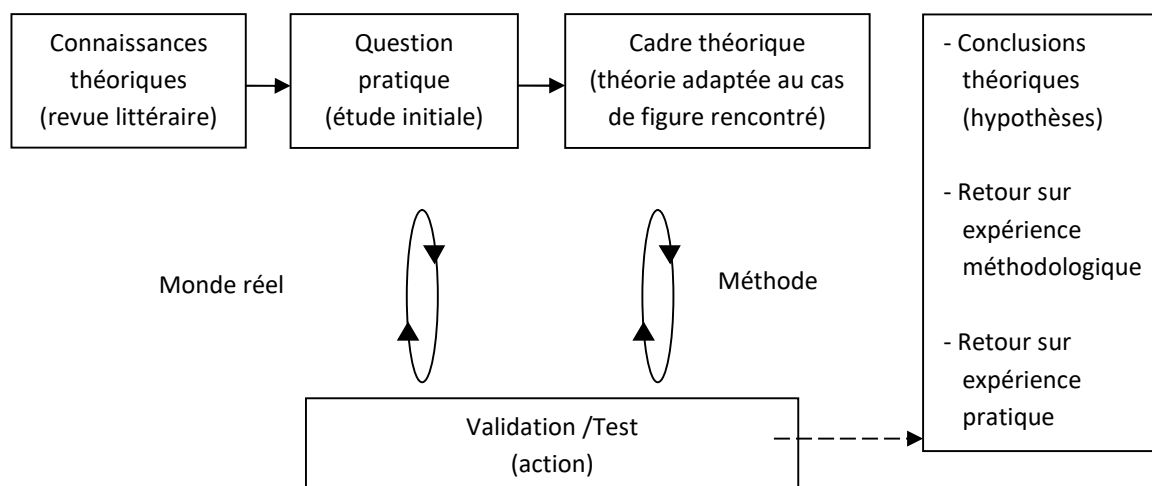 Connaissances
théoriques
(revue littéraire)
Question
pratique
(étude initiale)
Cadre théorique
(théorie adaptée au cas
de figure rencontré)
- Conclusions
théoriques
(hypothèses)
- Retour sur
expérience
méthodologique
- Retour sur
expérience
pratique
Monde réel
Méthode
Validation /Test
(action)